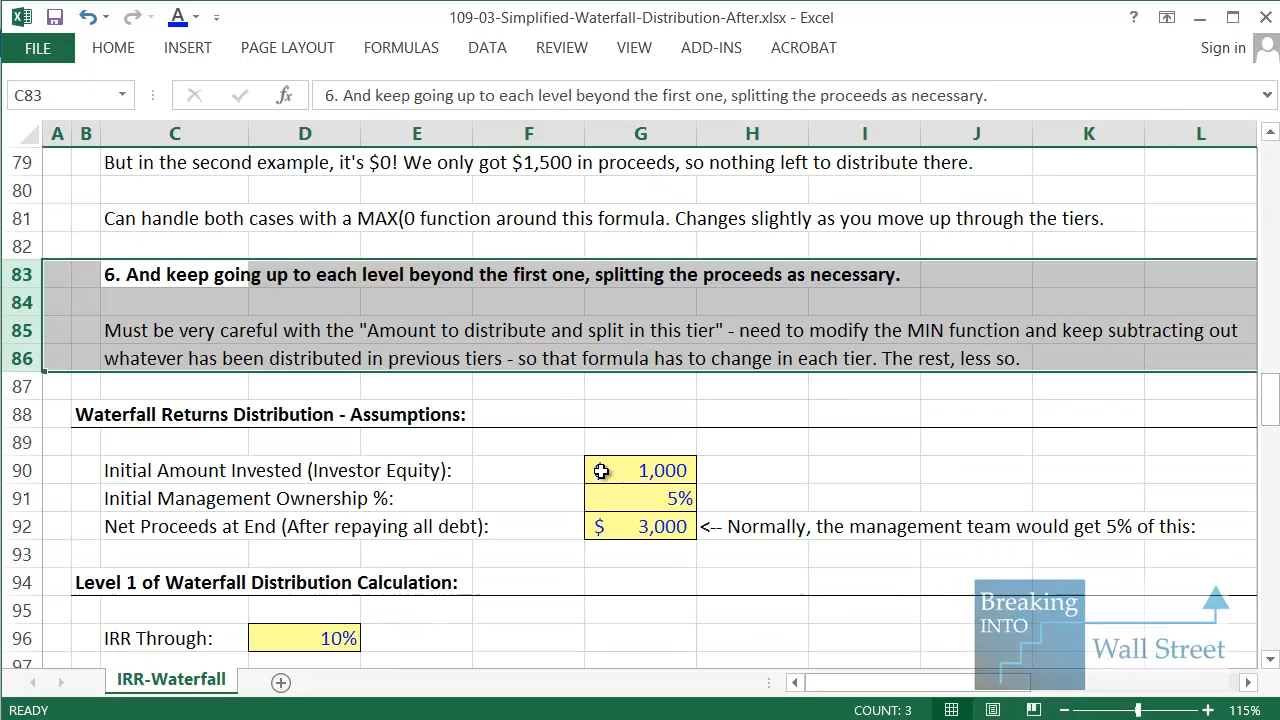 109-03-Simplified-Waterfall-Distribution-After.xlsx - Excel
FILE HOME INSERT PAGE LAYOUT FORMULAS DATA REVIEW VIEW ADD-INS ACROBAT Sign in
C83 fx 6. And keep going up to each level beyond the first one, splitting the proceeds as necessary.
A B C D E F G H I J K L
79 But in the second example, it's $0! We only got $1,500 in proceeds, so nothing left to distribute there.
80
81 Can handle both cases with a MAX(0 function around this formula. Changes slightly as you move up through the tiers.
82
83 6. And keep going up to each level beyond the first one, splitting the proceeds as necessary.
84
85 Must be very careful with the "Amount to distribute and split in this tier" - need to modify the MIN function and keep subtracting out
86 whatever has been distributed in previous tiers - so that formula has to change in each tier. The rest, less so.
87
88 Waterfall Returns Distribution - Assumptions:
89
90 Initial Amount Invested (Investor Equity): 1,000
91 Initial Management Ownership %: 5%
92 Net Proceeds at End (After repaying all debt): $ 3,000 <-- Normally, the management team would get 5% of this:
93
94 Level 1 of Waterfall Distribution Calculation:
95
96 IRR Through: 10%
97
Breaking
INTO
Wall Street
IRR-Waterfall
READY COUNT: 3 115%